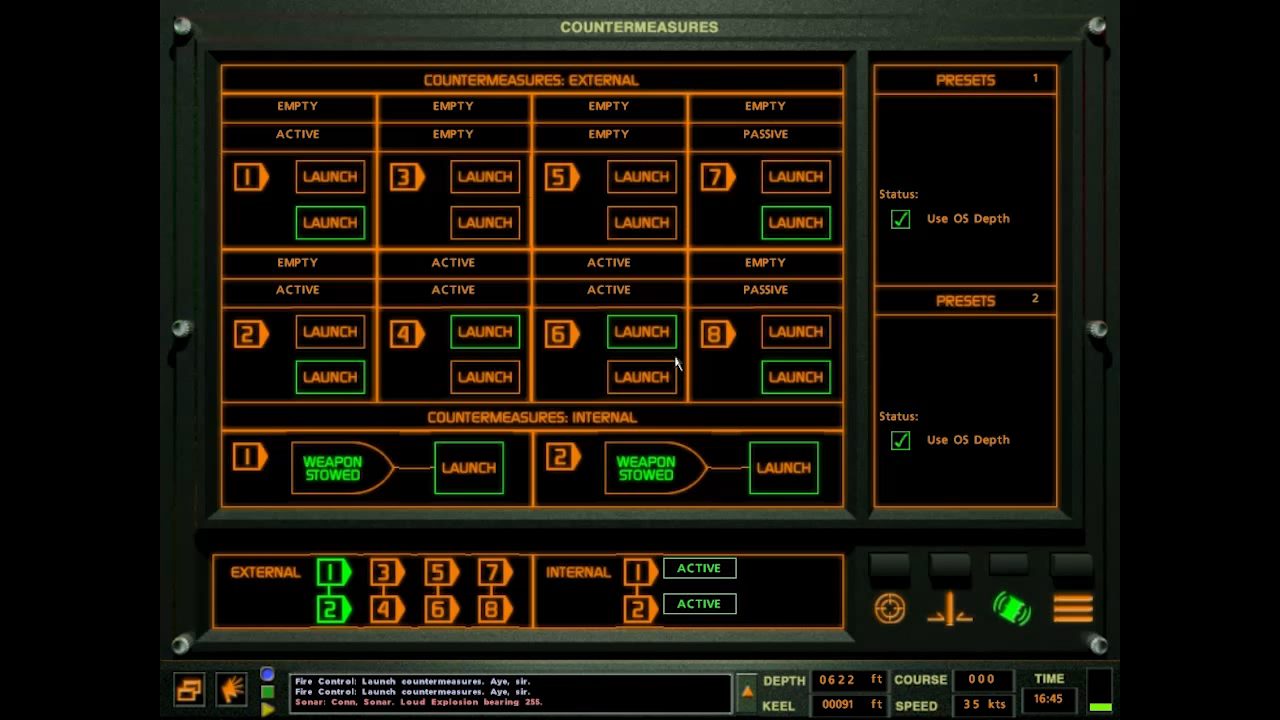 COUNTERMEASURES
COUNTERMEASURES: EXTERNAL
EMPTY EMPTY EMPTY EMPTY
ACTIVE EMPTY EMPTY PASSIVE
1 LAUNCH 3 LAUNCH 5 LAUNCH 7 LAUNCH
LAUNCH LAUNCH LAUNCH LAUNCH
EMPTY ACTIVE ACTIVE EMPTY
ACTIVE ACTIVE ACTIVE PASSIVE
2 LAUNCH 4 LAUNCH 6 LAUNCH 8 LAUNCH
LAUNCH LAUNCH LAUNCH LAUNCH
COUNTERMEASURES: INTERNAL
1 WEAPON STOWED LAUNCH 2 WEAPON STOWED LAUNCH
PRESETS 1
Status:
Use OS Depth
PRESETS 2
Status:
Use OS Depth
EXTERNAL 1 3 5 7 INTERNAL 1 ACTIVE
2 4 6 8 2 ACTIVE
Fire Control: Launch countermeasures. Aye, sir.
Fire Control: Launch countermeasures. Aye, sir.
Sonar: Conn, Sonar. Loud Explosion bearing 255.
DEPTH 0622 ft COURSE 000 TIME
KEEL 00091 ft SPEED 35 kts 16:45